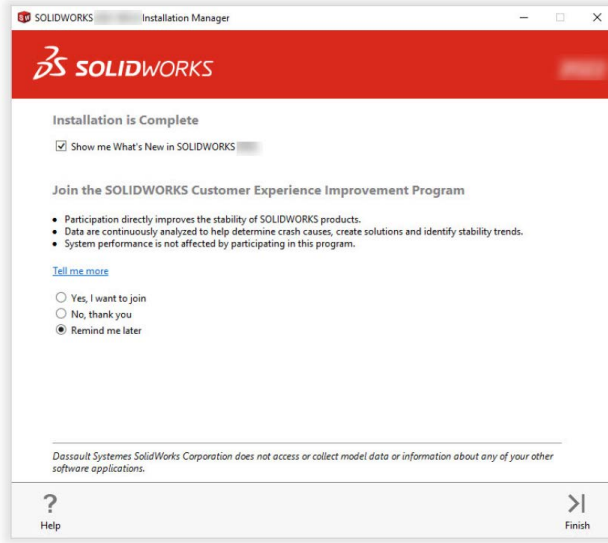 SOLIDWORKS Installation Manager
SOLIDWORKS
Installation is Complete
Show me What's New in SOLIDWORKS
Join the SOLIDWORKS Customer Experience Improvement Program
Participation directly improves the stability of SOLIDWORKS products.
Data are continuously analyzed to help determine crash causes, create solutions and identify stability trends.
System performance is not affected by participating in this program.
Tell me more
Yes, I want to join
No, thank you
Remind me later
Dassault Systemes SolidWorks Corporation does not access or collect model data or information about any of your other
software applications.
Help
Finish